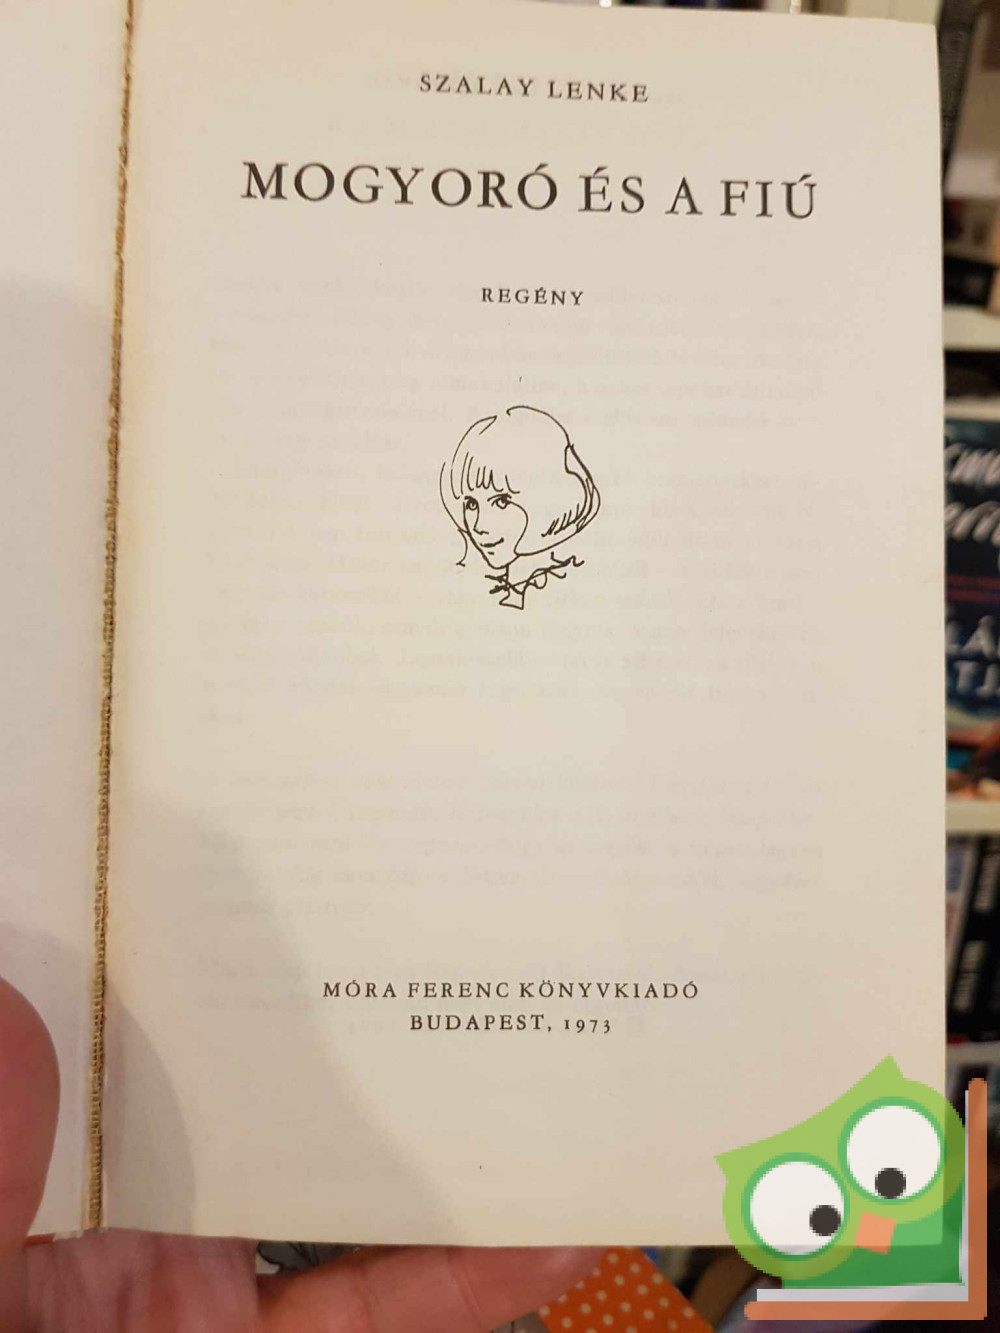 SZALAY LENKE
MOGYORÓ ÉS A FIÚ
REGÉNY
MÓRA FERENC KÖNYVKIADÓ
BUDAPEST, 1973